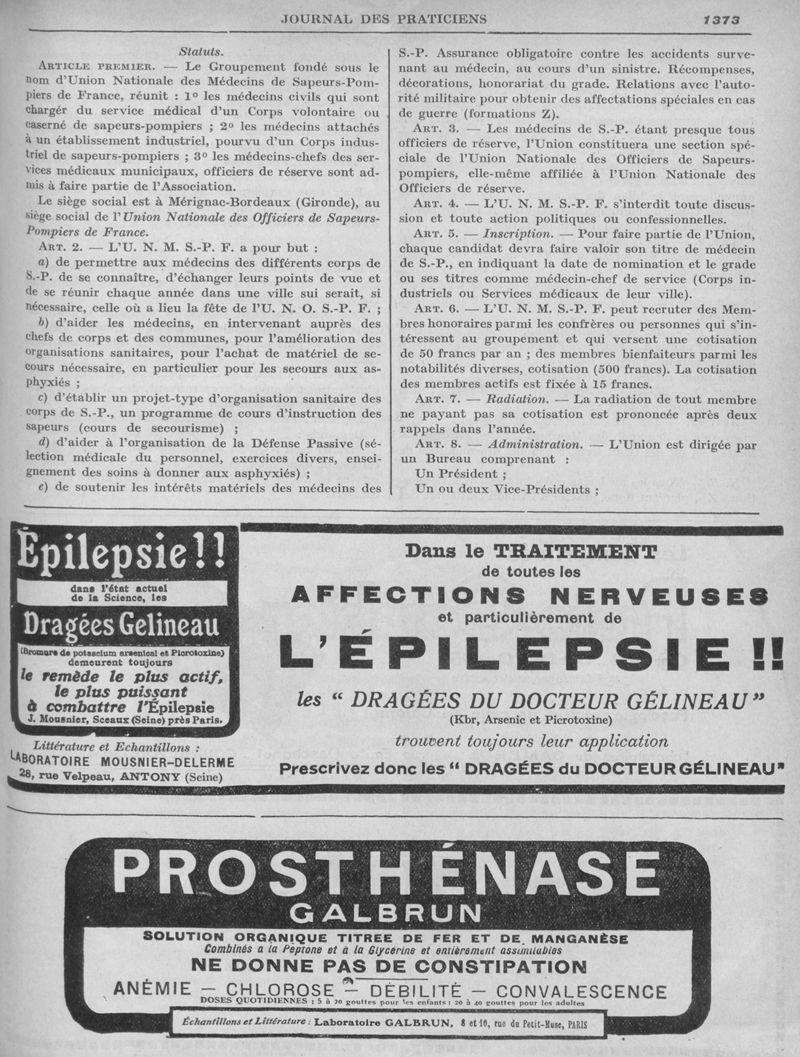 JOURNAL DES PRATICIENS
1373
Statuts.
ARTICLE PREMIER. — Le Groupement fondé sous le
nom d'Union Nationale des Médecins de Sapeurs-Pom-
piers de France, réunit : 1º les médecins civils qui sont
chargér du service médical d'un Corps volontaire ou
caserné de sapeurs-pompiers ; 2º les médecins attachés
à un établissement industriel, pourvu d'un Corps indus-
triel de sapeurs-pompiers ; 3º les médecins-chefs des ser-
vices médicaux municipaux, officiers de réserve sont ad-
mis à faire partie de l'Association.
Le siège social est à Mérignac-Bordeaux (Gironde), au
siège social de l'Union Nationale des Officiers de Sapeurs-
Pompiers de France.
ART. 2. — L'U. N. M. S.-P. F. a pour but :
a) de permettre aux médecins des différents corps de
S.-P. de se connaître, d'échanger leurs points de vue et
de se réunir chaque année dans une ville sui serait, si
nécessaire, celle où a lieu la fête de l'U. N. O. S.-P. F. ;
b) d'aider les médecins, en intervenant auprès des
chefs de corps et des communes, pour l'amélioration des
organisations sanitaires, pour l'achat de matériel de se-
cours nécessaire, en particulier pour les secours aux as-
phyxiés ;
c) d'établir un projet-type d'organisation sanitaire des
corps de S.-P., un programme de cours d'instruction des
sapeurs (cours de secourisme) ;
d) d'aider à l'organisation de la Défense Passive (sé-
lection médicale du personnel, exercices divers, ensei-
gnement des soins à donner aux asphyxiés) ;
e) de soutenir les intérêts matériels des médecins des
S.-P. Assurance obligatoire contre les accidents surve-
nant au médecin, au cours d'un sinistre. Récompenses,
décorations, honorariat du grade. Relations avec l'auto-
rité militaire pour obtenir des affectations spéciales en cas
de guerre (formations Z).
ART. 3. — Les médecins de S.-P. étant presque tous
officiers de réserve, l'Union constituera une section spé-
ciale de l'Union Nationale des Officiers de Sapeurs-
pompiers, elle-même affiliée à l'Union Nationale des
Officiers de réserve.
ART. 4. — L'U. N. M. S.-P. F. s'interdit toute discus-
sion et toute action politiques ou confessionnelles.
ART. 5. — Inscription. — Pour faire partie de l'Union,
chaque candidat devra faire valoir son titre de médecin
de S.-P., en indiquant la date de nomination et le grade
ou ses titres comme médecin-chef de service (Corps in-
dustriels ou Services médicaux de leur ville).
ART. 6. — L'U. N. M. S.-P. F. peut recruter des Mem-
bres honoraires parmi les confrères ou personnes qui s'in-
téressent au groupement et qui versent une cotisation
de 50 francs par an ; des membres bienfaiteurs parmi les
notabilités diverses, cotisation (500 francs). La cotisation
des membres actifs est fixée à 15 francs.
ART. 7. — Radiation. — La radiation de tout membre
ne payant pas sa cotisation est prononcée après deux
rappels dans l'année.
ART. 8. — Administration. — L'Union est dirigée par
un Bureau comprenant :
Un Président ;
Un ou deux Vice-Présidents ;
Épilepsie!!
dans l'état actuel
de la Science, les
Dragées Gelineau
(Bromure de potassium arsenical et Picrotoxine)
demeurent toujours
le remède le plus actif,
le plus puissant
à combattre l'Épilepsie
J. Mousnier, Sceaux (Seine) près Paris.
Littérature et Echantillons :
LABORATOIRE MOUSNIER-DELERME
28, rue Velpeau, ANTONY (Seine)
Dans le TRAITEMENT
de toutes les
AFFECTIONS NERVEUSES
et particulièrement de
L'ÉPILEPSIE !!
les “ DRAGÉES DU DOCTEUR GÉLINEAU ”
(Kbr, Arsenic et Picrotoxine)
trouvent toujours leur application
Prescrivez donc les “ DRAGÉES du DOCTEUR GÉLINEAU”
PROSTHÉNASE
GALBRUN
SOLUTION ORGANIQUE TITREE DE FER ET DE MANGANÈSE
Combinés a la Peptone et à la Glycérine et entièrement assimilables
NE DONNE PAS DE CONSTIPATION
ANÉMIE — CHLOROSE — DÉBILITÉ — CONVALESCENCE
DOSES QUOTIDIENNES : 5 à 20 gouttes pour les enfants : 20 à 40 gouttes pour les adultes
Échantillons et Littérature : Laboratoire GALBRUN, 8 et 10, rue du Petit-Musc, PARIS